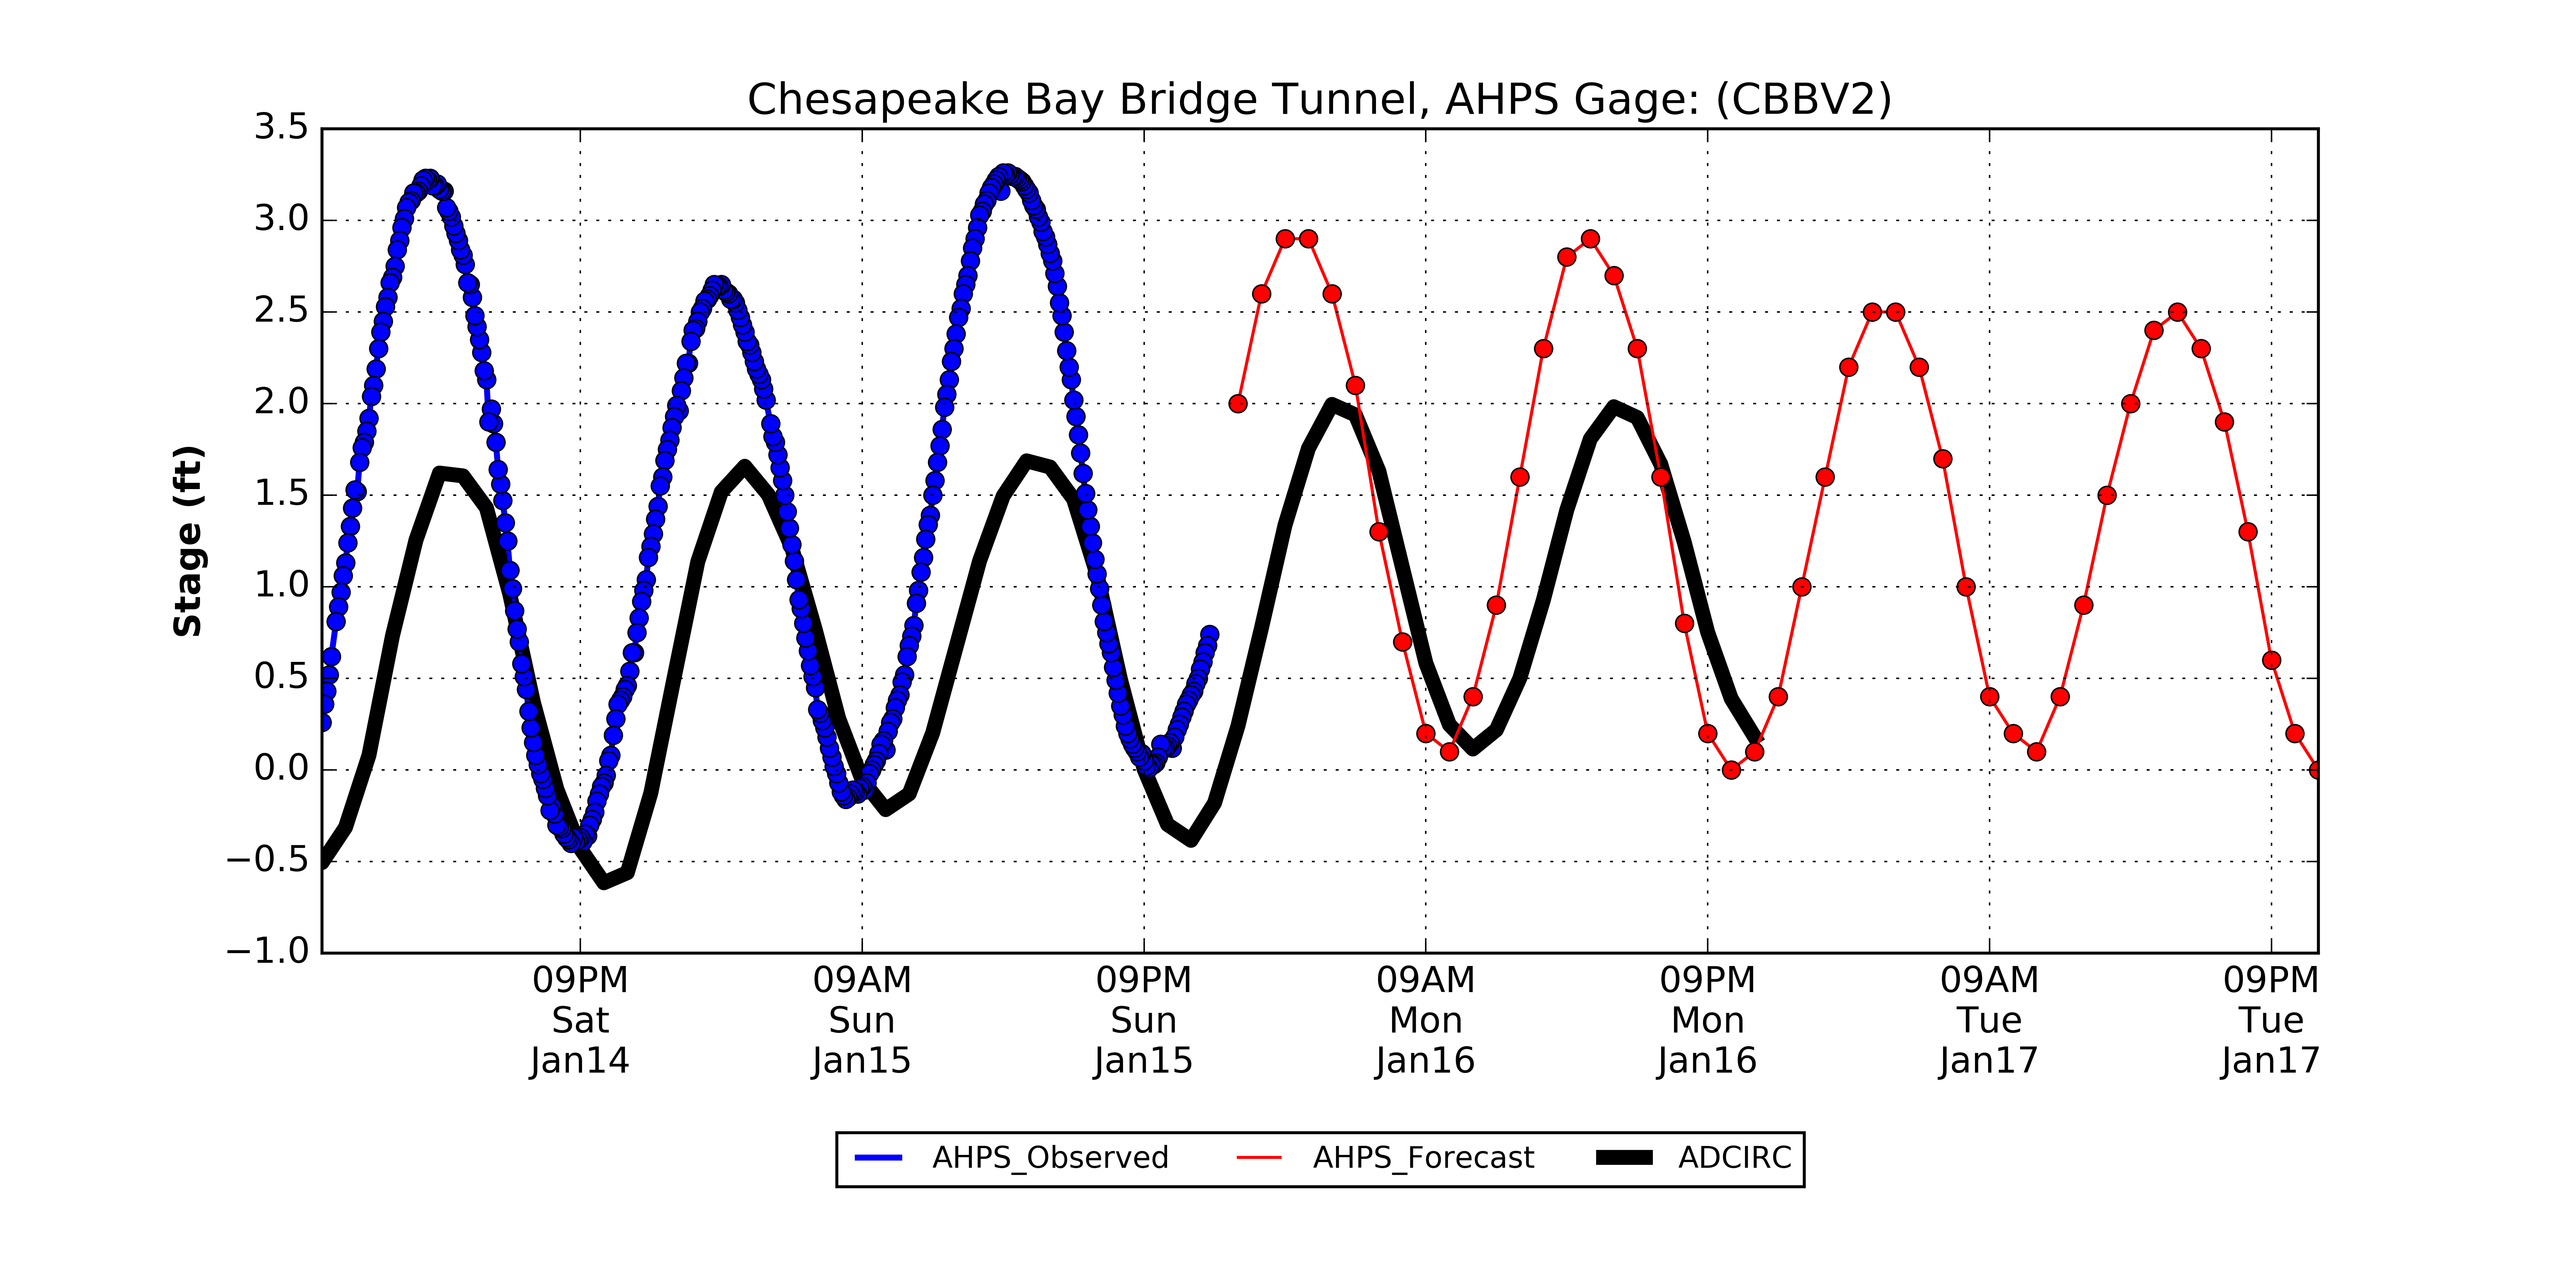 Chesapeake Bay Bridge Tunnel, AHPS Gage: (CBBV2)
Stage (ft)
3.5
3.0
2.5
2.0
1.5
1.0
0.5
0.0
−0.5
−1.0
09PM 09AM 09PM 09AM 09PM 09AM 09PM
Sat Sun Sun Mon Mon Tue Tue
Jan14 Jan15 Jan15 Jan16 Jan16 Jan17 Jan17
AHPS_Observed AHPS_Forecast ADCIRC